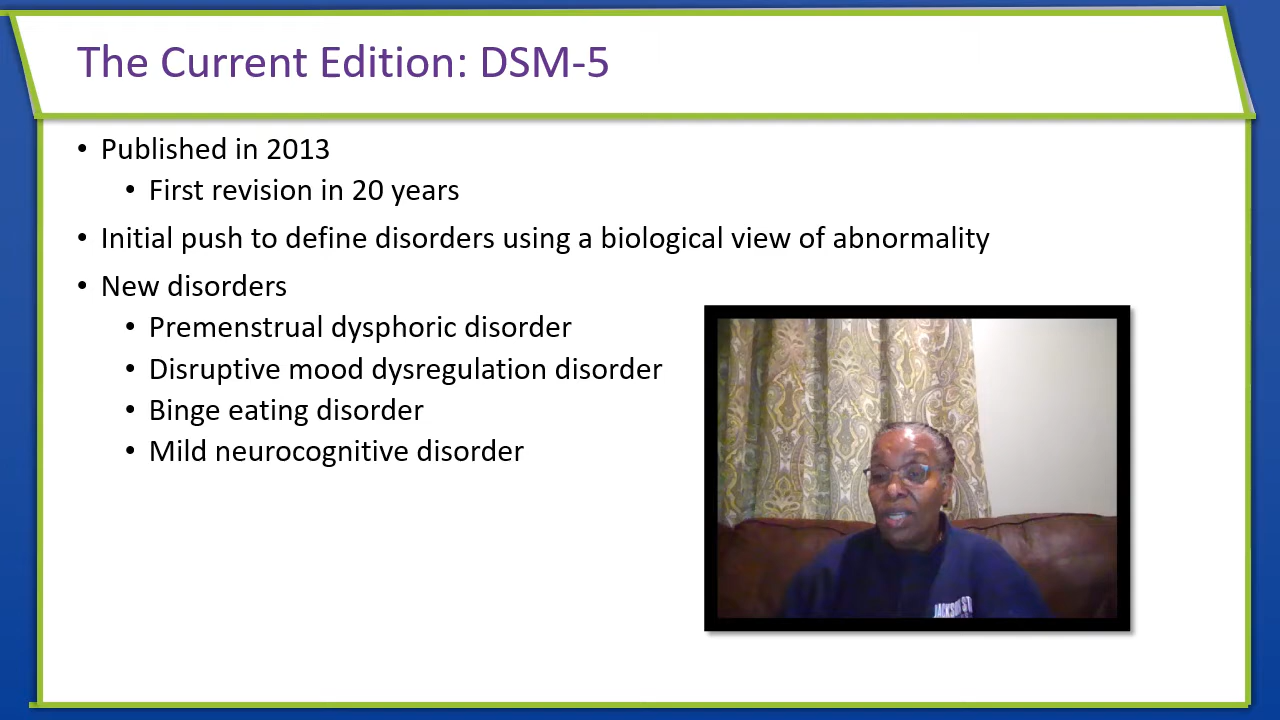 The Current Edition: DSM-5
• Published in 2013
• First revision in 20 years
• Initial push to define disorders using a biological view of abnormality
• New disorders
• Premenstrual dysphoric disorder
• Disruptive mood dysregulation disorder
• Binge eating disorder
• Mild neurocognitive disorder
JACKSON ST